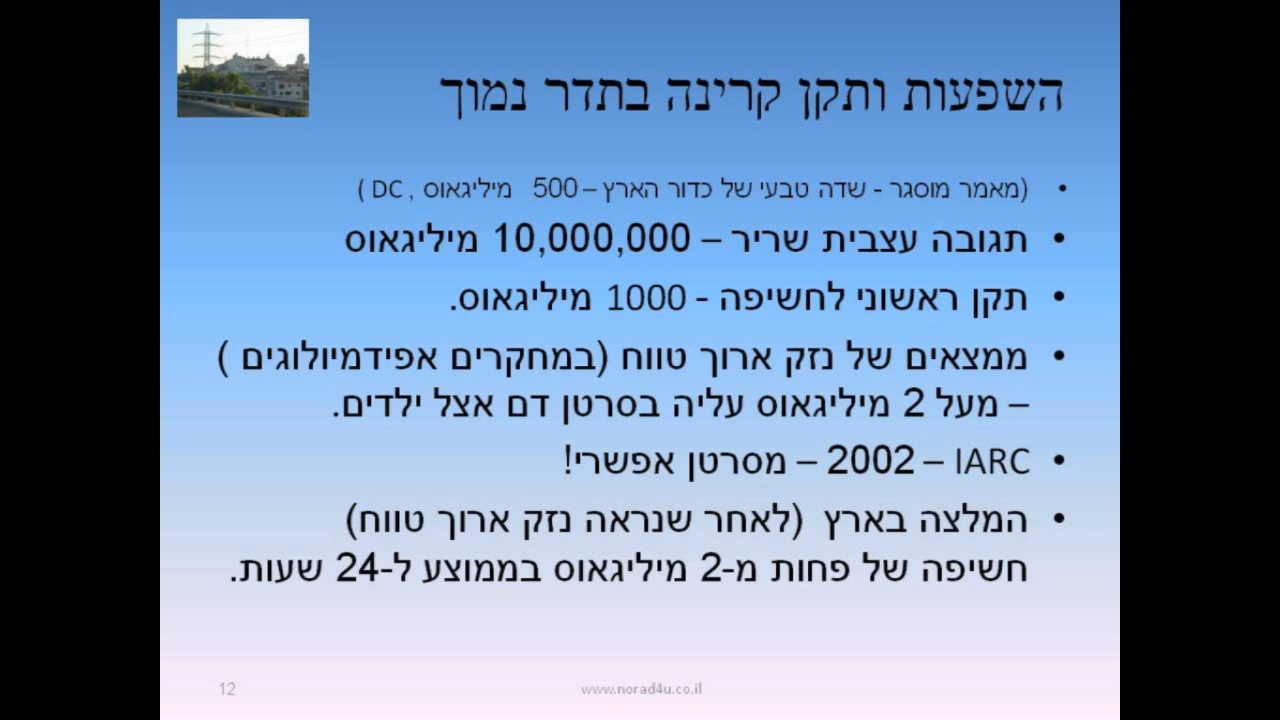 השפעות ותקן קרינה בתדר נמוך
• (מאמר מוסגר - שדה טבעי של כדור הארץ – 500 מיליגאוס , DC )
• תגובה עצבית שריר – 10,000,000 מיליגאוס
• תקן ראשוני לחשיפה - 1000 מיליגאוס.
• ממצאים של נזק ארוך טווח (במחקרים אפידמיולוגים )
– מעל 2 מיליגאוס עליה בסרטן דם אצל ילדים.
• IARC – 2002 – מסרטן אפשרי!
• המלצה בארץ (לאחר שנראה נזק ארוך טווח)
חשיפה של פחות מ-2 מיליגאוס בממוצע ל-24 שעות.
12
www.norad4u.co.il